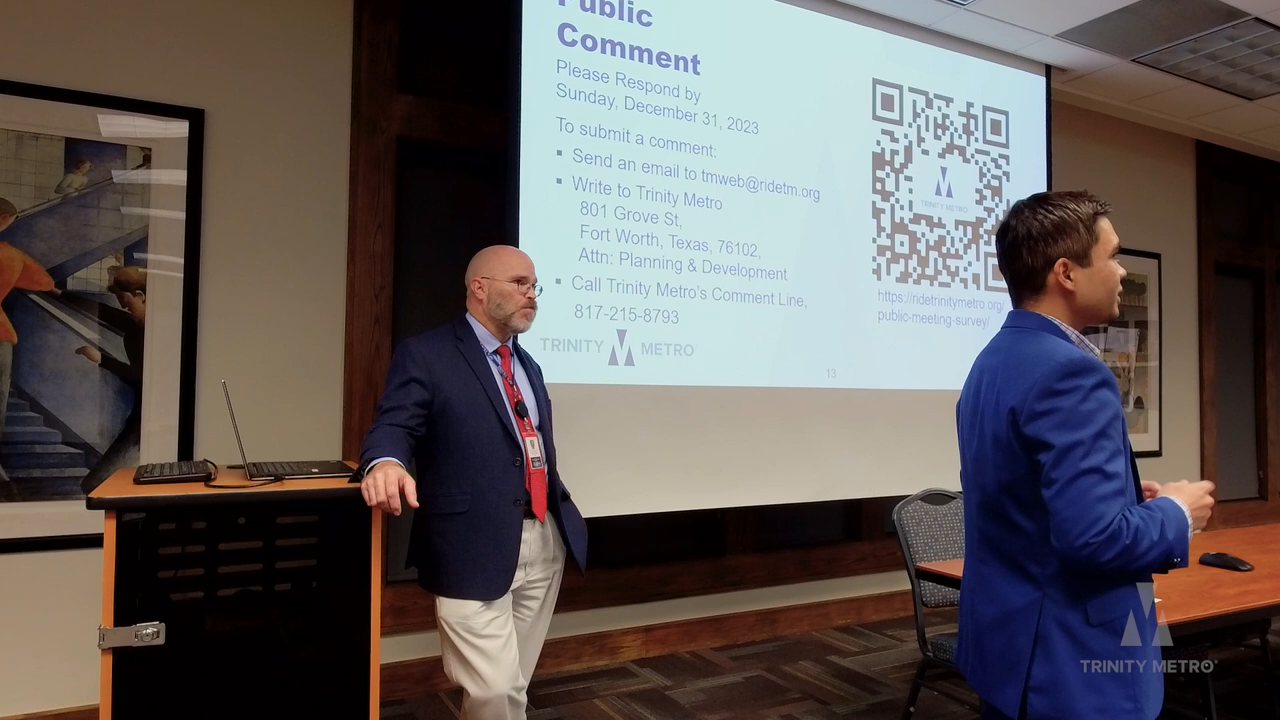 Public
Comment
Please Respond by
Sunday, December 31, 2023
To submit a comment:
▪ Send an email to tmweb@ridetm.org
▪ Write to Trinity Metro
801 Grove St,
Fort Worth, Texas, 76102,
Attn: Planning & Development
▪ Call Trinity Metro's Comment Line,
817-215-8793
TRINITY METRO
TRINITY METRO
https://ridetrinitymetro.org/
public-meeting-survey/
13
TRINITY METRO